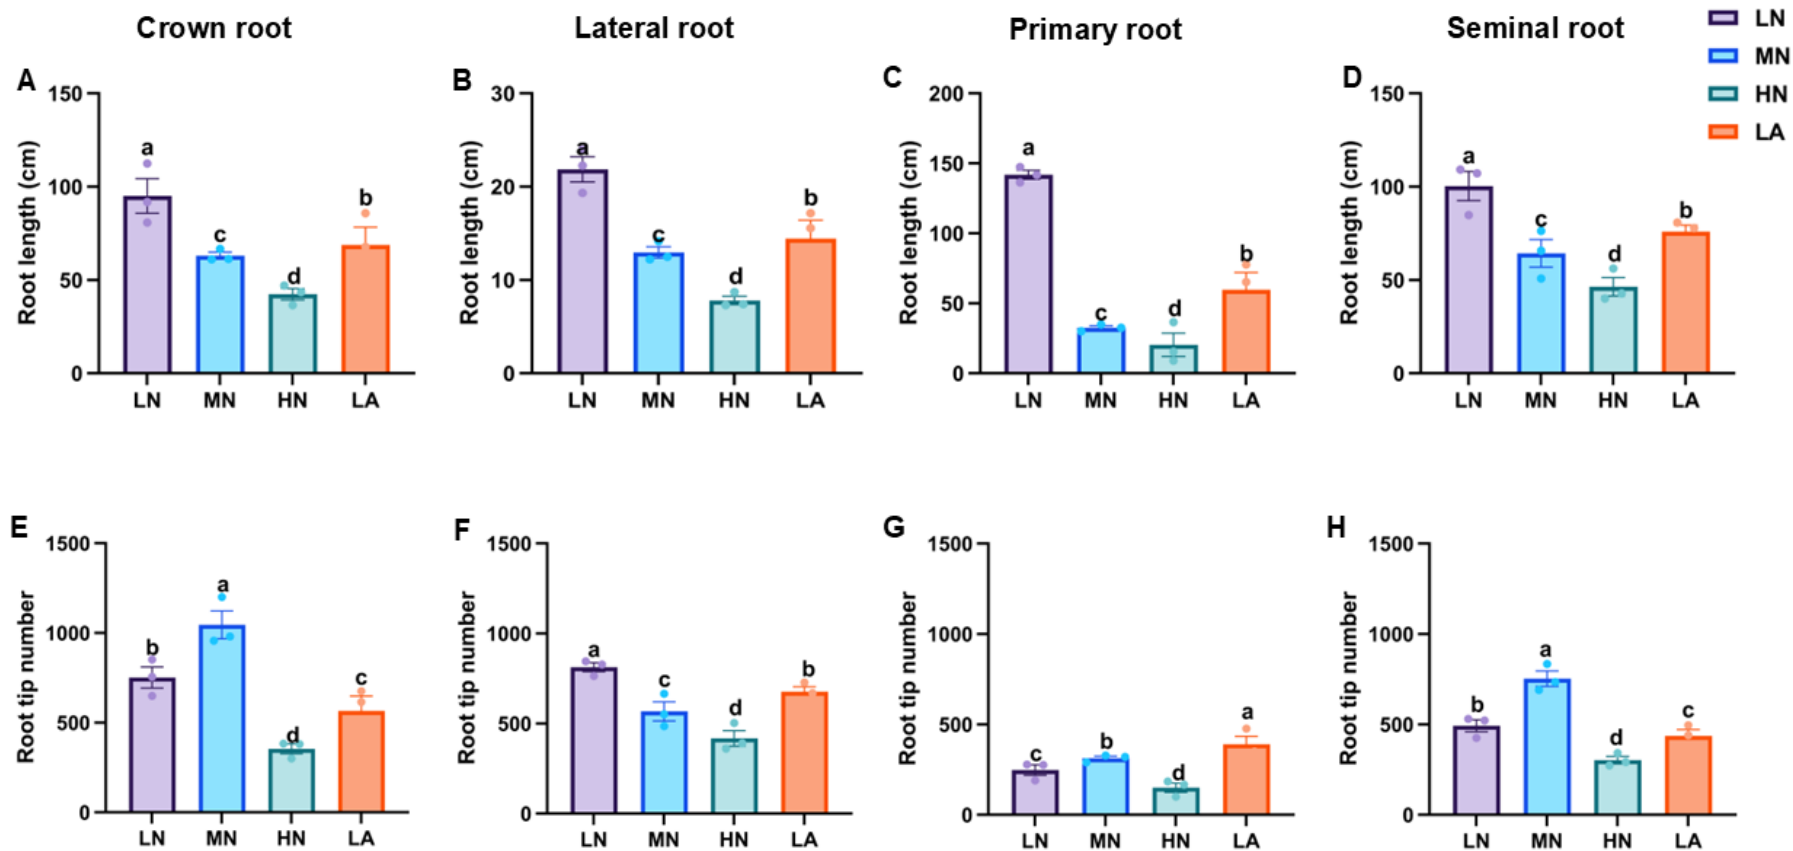 Crown root
Lateral root
Primary root
Seminal root
LN
MN
HN
LA
A
Root length (cm)
150
100
50
0
a
c
d
b
LN MN HN LA
B
Root length (cm)
30
20
10
0
a
c
d
b
LN MN HN LA
C
Root length (cm)
200
150
100
50
0
a
c
d
b
LN MN HN LA
D
Root length (cm)
150
100
50
0
a
c
d
b
LN MN HN LA
E
Root tip number
1500
1000
500
0
b
a
d
c
LN MN HN LA
F
Root tip number
1500
1000
500
0
a
c
d
b
LN MN HN LA
G
Root tip number
1500
1000
500
0
c
b
d
a
LN MN HN LA
H
Root tip number
1500
1000
500
0
b
a
d
c
LN MN HN LA